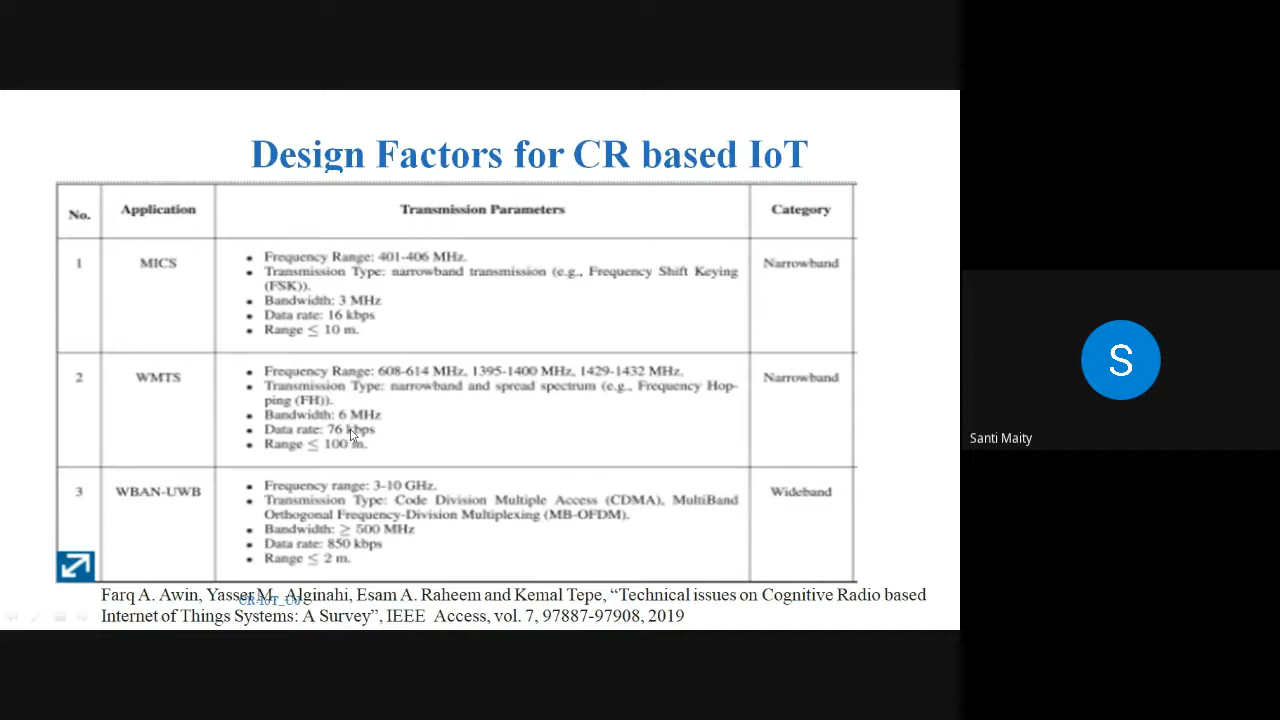 Design Factors for CR based IoT
No.
Application
Transmission Parameters
Category
1
MICS
• Frequency Range: 401-406 MHz.
• Transmission Type: narrowband transmission (e.g., Frequency Shift Keying
(FSK)).
• Bandwidth: 3 MHz
• Data rate: 16 kbps
• Range ≤ 10 m.
Narrowband
2
WMTS
• Frequency Range: 608-614 MHz, 1395-1400 MHz, 1429-1432 MHz.
• Transmission Type: narrowband and spread spectrum (e.g., Frequency Hop-
ping (FH)).
• Bandwidth: 6 MHz
• Data rate: 76 kbps
• Range ≤ 100 m.
Narrowband
3
WBAN-UWB
• Frequency range: 3-10 GHz.
• Transmission Type: Code Division Multiple Access (CDMA), MultiBand
Orthogonal Frequency-Division Multiplexing (MB-OFDM).
• Bandwidth: ≥ 500 MHz
• Data rate: 850 kbps
• Range ≤ 2 m.
Wideband
Farq A. Awin, Yasser M. Alginahi, Esam A. Raheem and Kemal Tepe, “Technical issues on Cognitive Radio based
Internet of Things Systems: A Survey”, IEEE Access, vol. 7, 97887-97908, 2019
S
Santi Maity